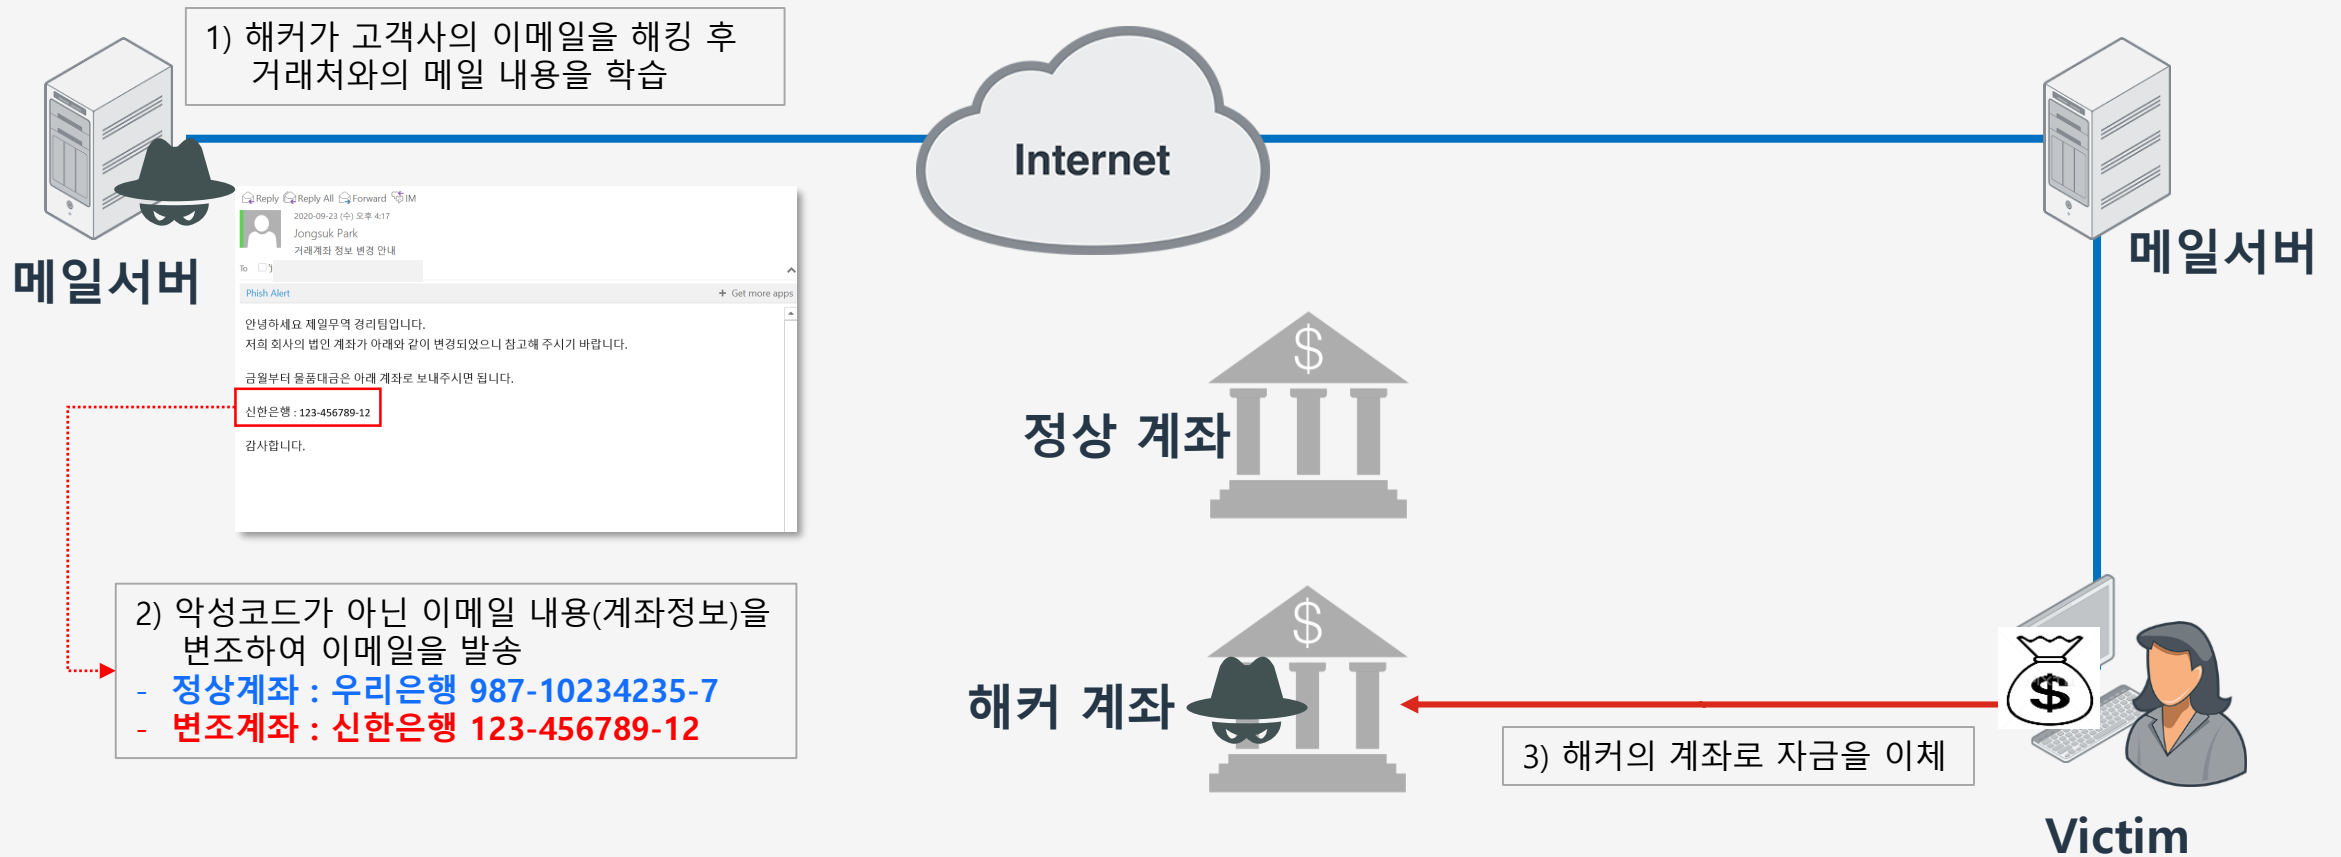 1) 해커가 고객사의 이메일을 해킹 후
거래처와의 메일 내용을 학습
Internet
메일서버
메일서버
Reply Reply All Forward IM
2020-09-23 (수) 오후 4:17
Jongsuk Park
거래계좌 정보 변경 안내
To
Phish Alert
+ Get more apps
안녕하세요 제일무역 경리팀입니다.
저희 회사의 법인 계좌가 아래와 같이 변경되었으니 참고해 주시기 바랍니다.
금월부터 물품대금은 아래 계좌로 보내주시면 됩니다.
신한은행 : 123-456789-12
감사합니다.
$
정상 계좌
2) 악성코드가 아닌 이메일 내용(계좌정보)을
변조하여 이메일을 발송
- 정상계좌 : 우리은행 987-10234235-7
- 변조계좌 : 신한은행 123-456789-12
$
해커 계좌
$
3) 해커의 계좌로 자금을 이체
Victim